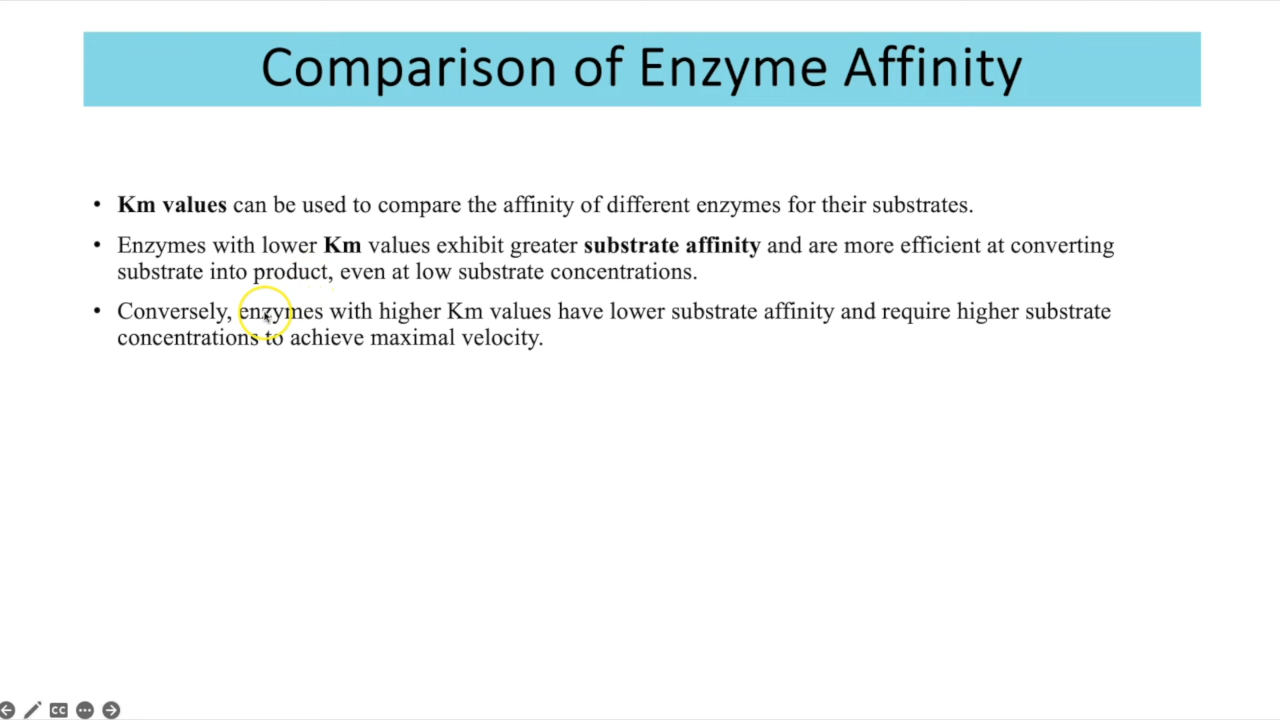 Comparison of Enzyme Affinity
• Km values can be used to compare the affinity of different enzymes for their substrates.
• Enzymes with lower Km values exhibit greater substrate affinity and are more efficient at converting
substrate into product, even at low substrate concentrations.
• Conversely, enzymes with higher Km values have lower substrate affinity and require higher substrate
concentrations to achieve maximal velocity.
CC